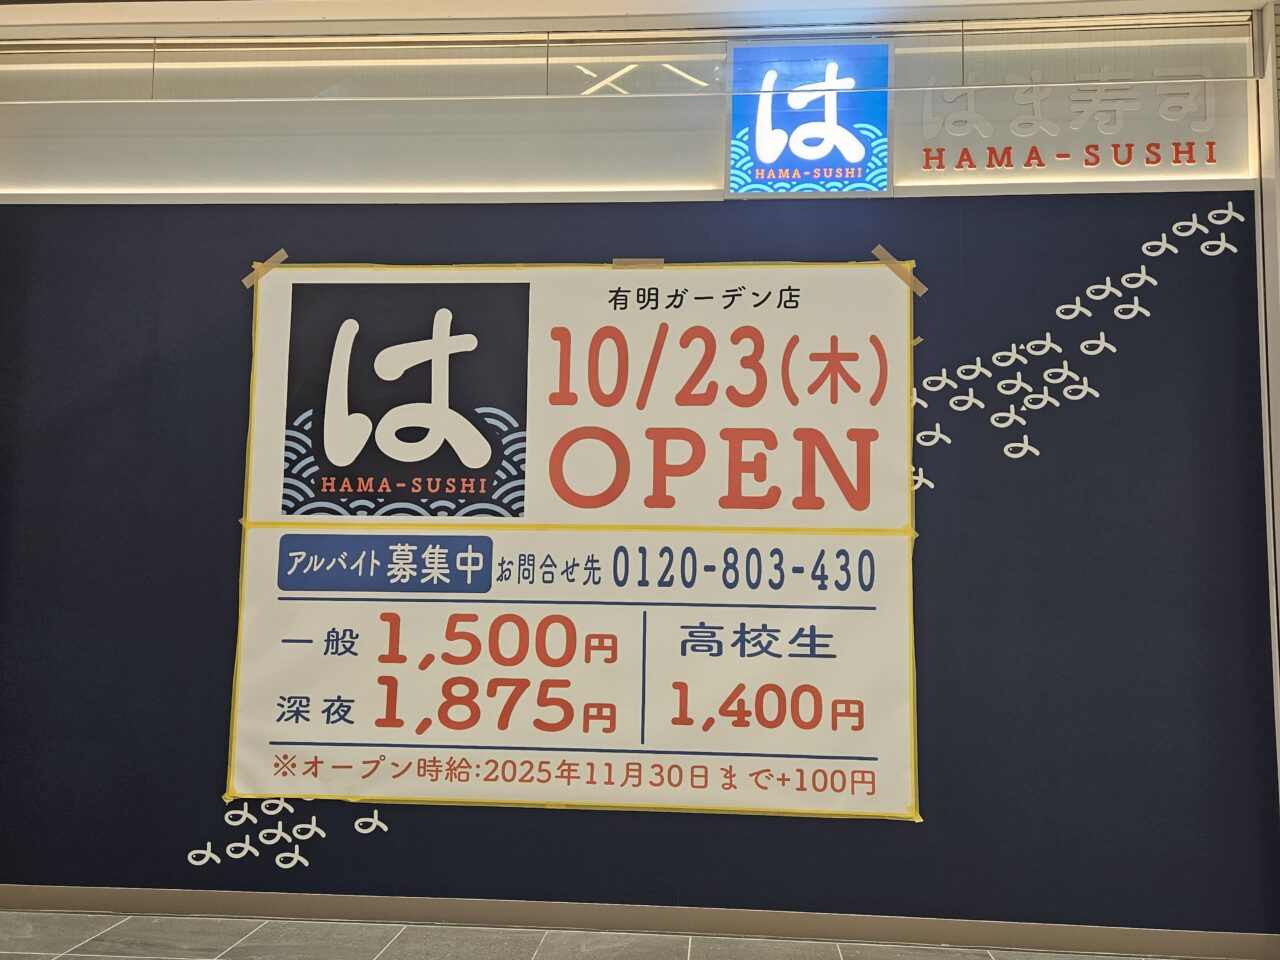 は
HAMA-SUSHI
はま寿司
HAMA-SUSHI
は
HAMA-SUSHI
有明ガーデン店
10/23(木)
OPEN
アルバイト募集中 お問合せ先 0120-803-430
一般 1,500円
深夜 1,875円
高校生
1,400円
※オープン時給:2025年11月30日まで+100円